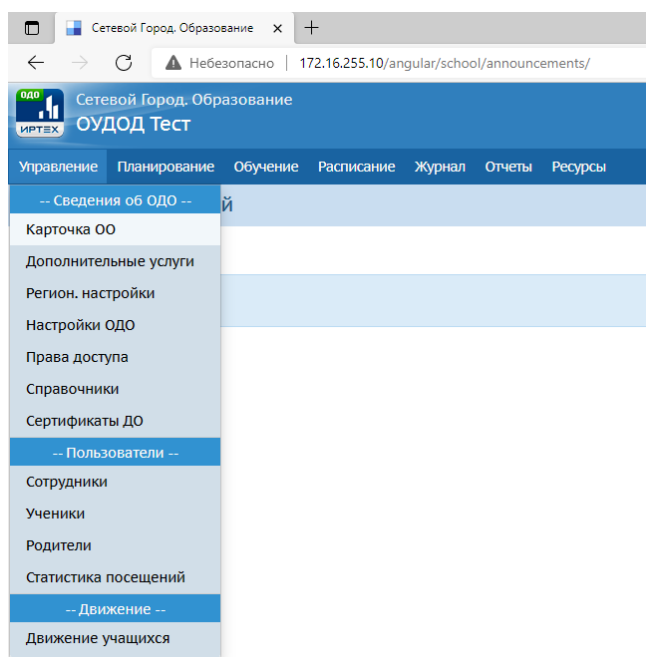 Сетевой Город. Образование
Небезопасно 172.16.255.10/angular/school/announcements/
ОДО
ИРТЕХ
Сетевой Город. Образование
ОУДОД Тест
Управление Планирование Обучение Расписание Журнал Отчеты Ресурсы
-- Сведения об ОДО --
й
Карточка ОО
Дополнительные услуги
Регион. настройки
Настройки ОДО
Права доступа
Справочники
Сертификаты ДО
-- Пользователи --
Сотрудники
Ученики
Родители
Статистика посещений
-- Движение --
Движение учащихся